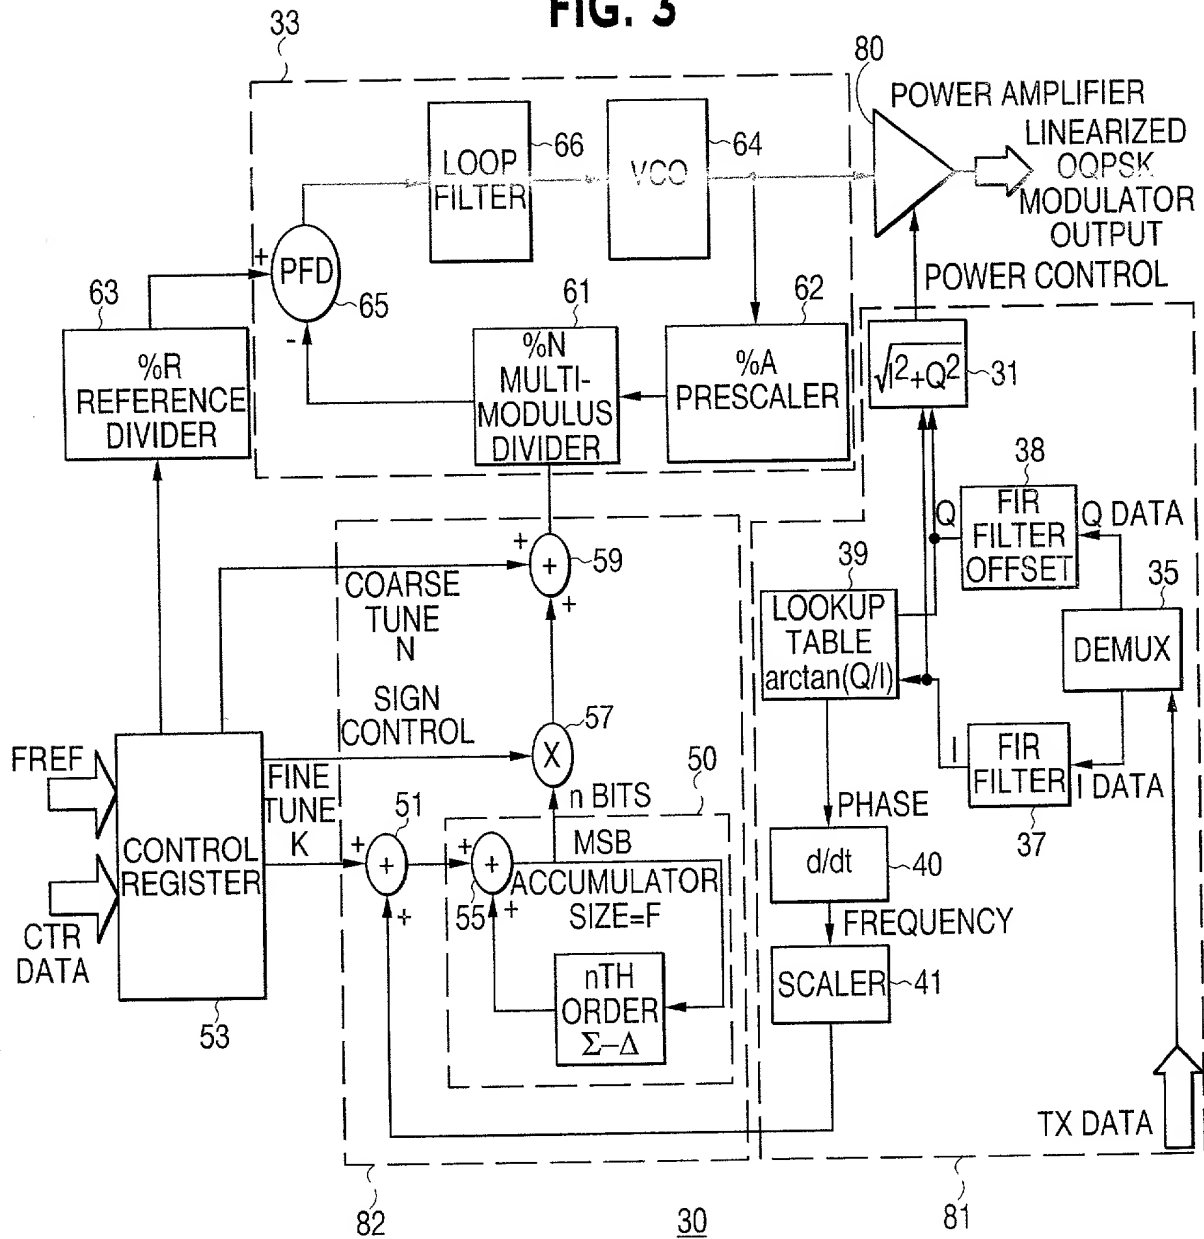 FIG. 3
33
80
POWER AMPLIFIER
LINEARIZED
OQPSK
MODULATOR
OUTPUT
LOOP
FILTER
66
VCO
64
PFD
65
+
-
POWER CONTROL
63
%R
REFERENCE
DIVIDER
61
%N
MULTI-
MODULUS
DIVIDER
62
%A
PRESCALER
√I²+Q²
31
38
FIR
FILTER
OFFSET
Q
Q DATA
35
DEMUX
39
LOOKUP
TABLE
arctan(Q/I)
+
+
59
+
COARSE
TUNE
N
SIGN
CONTROL
57
X
I
FIR
FILTER
I DATA
37
FREF
FINE
TUNE
K
n BITS
50
PHASE
CONTROL
REGISTER
51
+
+
+
+
+
MSB
ACCUMULATOR
SIZE=F
55
+
d/dt
40
FREQUENCY
CTR
DATA
nTH
ORDER
Σ-Δ
SCALER
41
53
TX DATA
82
30
81